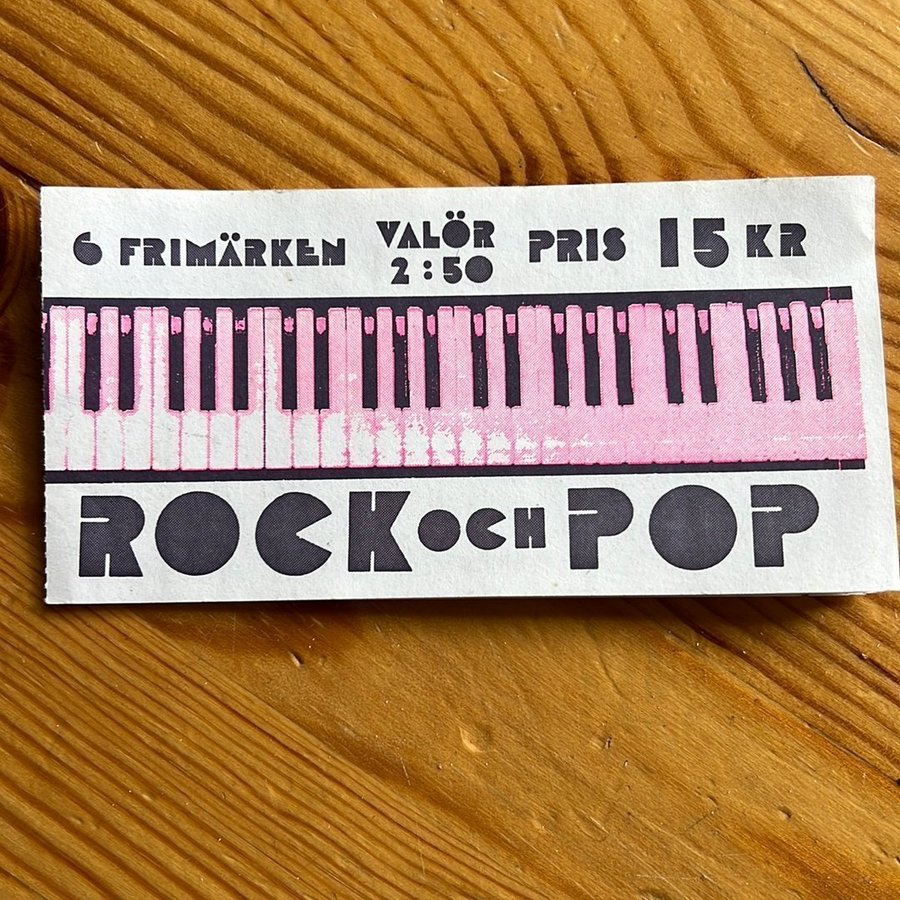 6 FRIMÄRKEN VALÖR 2:50 PRIS 15 KR
ROCK OCH POP